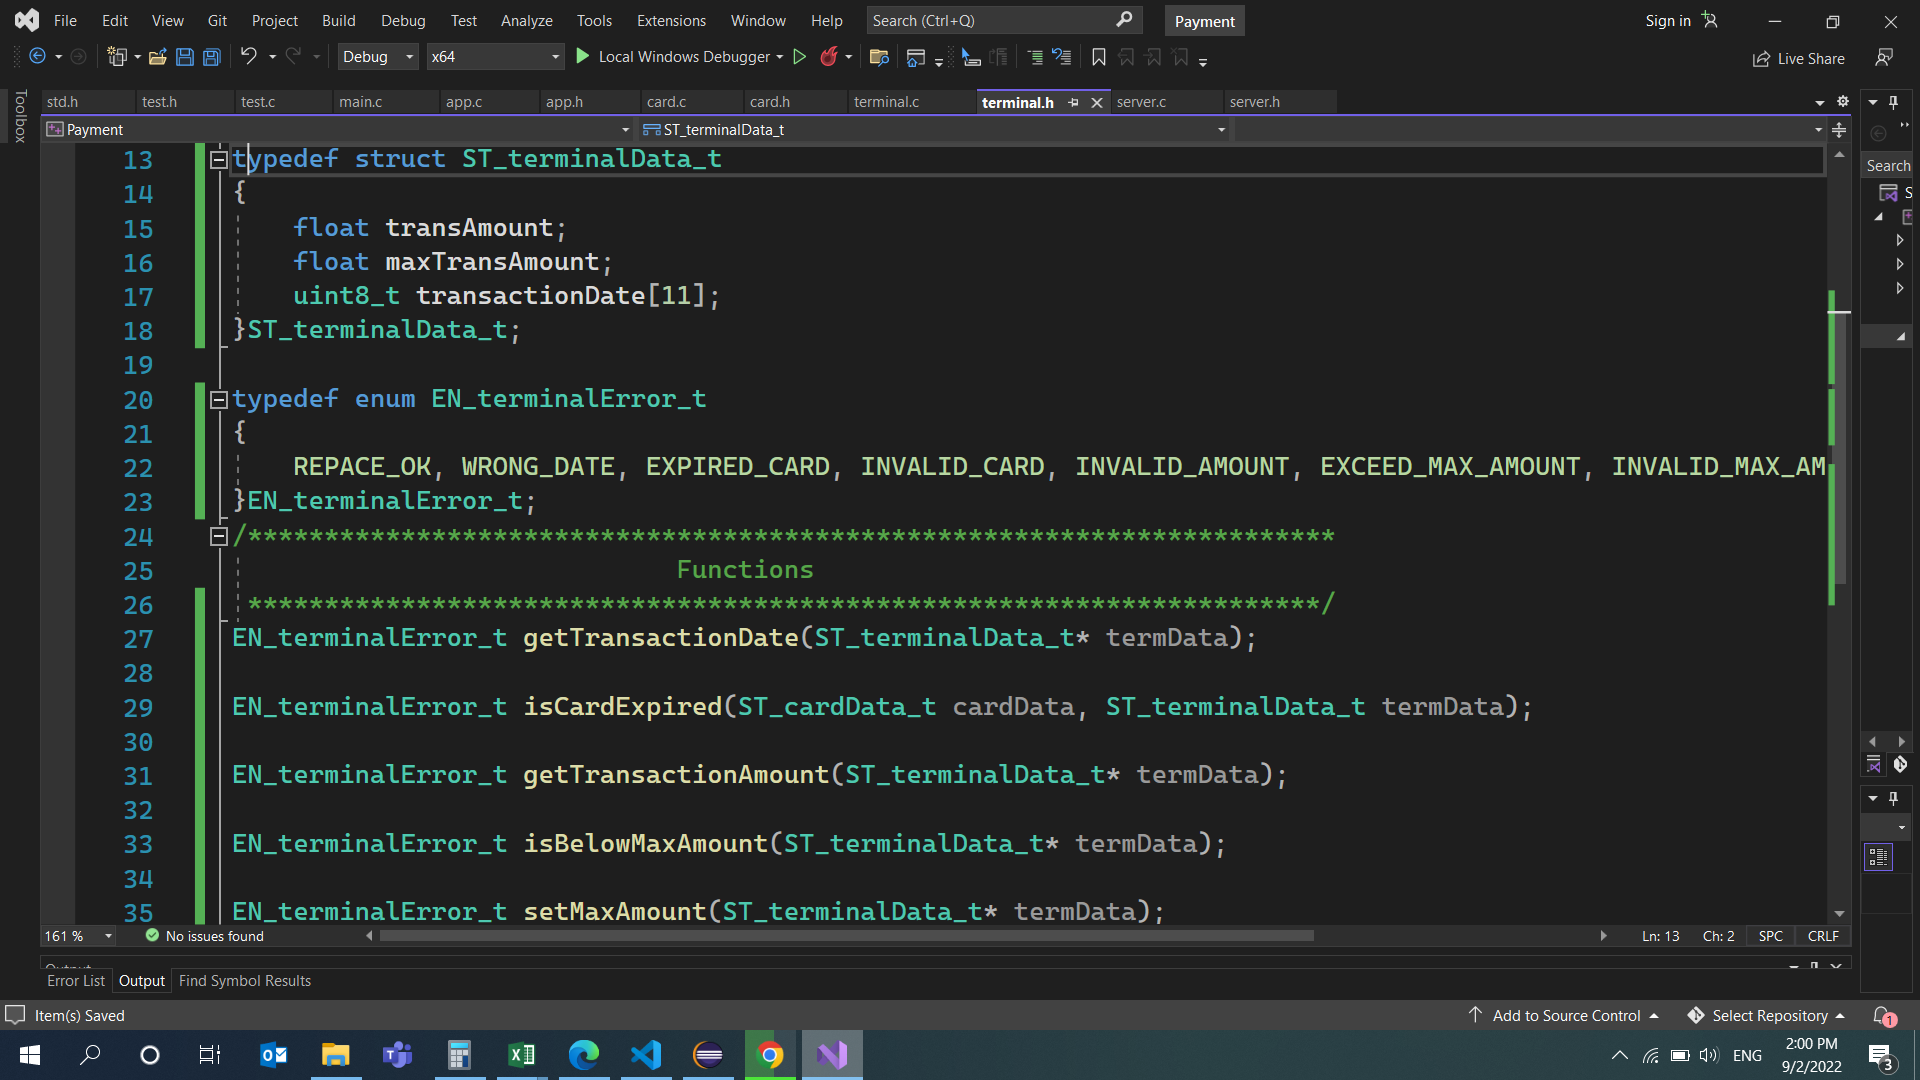 File Edit View Git Project Build Debug Test Analyze Tools Extensions Window Help Search (Ctrl+Q) Payment Sign in
Debug x64 Local Windows Debugger Live Share
Toolbox
std.h test.h test.c main.c app.c app.h card.c card.h terminal.c terminal.h server.c server.h
Payment ST_terminalData_t
Search
S
13 typedef struct ST_terminalData_t
14 {
15 float transAmount;
16 float maxTransAmount;
17 uint8_t transactionDate[11];
18 }ST_terminalData_t;
19
20 typedef enum EN_terminalError_t
21 {
22 REPACE_OK, WRONG_DATE, EXPIRED_CARD, INVALID_CARD, INVALID_AMOUNT, EXCEED_MAX_AMOUNT, INVALID_MAX_AM
23 }EN_terminalError_t;
24 /***********************************************************************
25 Functions
26 **********************************************************************/
27 EN_terminalError_t getTransactionDate(ST_terminalData_t* termData);
28
29 EN_terminalError_t isCardExpired(ST_cardData_t cardData, ST_terminalData_t termData);
30
31 EN_terminalError_t getTransactionAmount(ST_terminalData_t* termData);
32
33 EN_terminalError_t isBelowMaxAmount(ST_terminalData_t* termData);
34
35 EN_terminalError_t setMaxAmount(ST_terminalData_t* termData);
161 % No issues found Ln: 13 Ch: 2 SPC CRLF
Output
Error List Output Find Symbol Results
Item(s) Saved Add to Source Control Select Repository 1
ENG 2:00 PM
9/2/2022 3